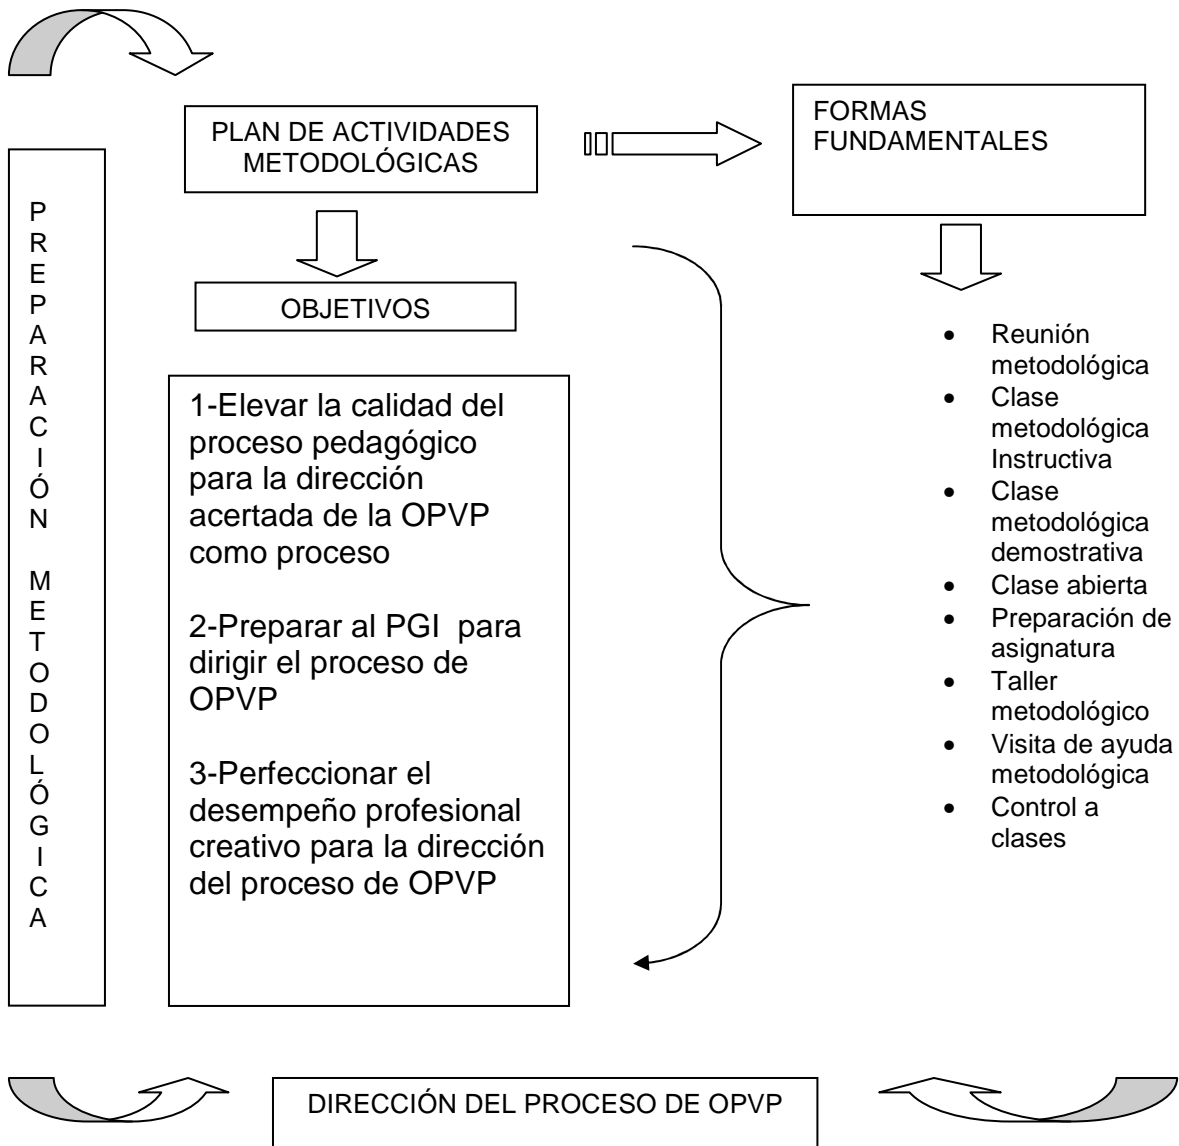 PREPARACIÓN METODOLÓGICA
PLAN DE ACTIVIDADES
METODOLÓGICAS
OBJETIVOS
1-Elevar la calidad del
proceso pedagógico
para la dirección
acertada de la OPVP
como proceso
2-Preparar al PGI para
dirigir el proceso de
OPVP
3-Perfeccionar el
desempeño profesional
creativo para la dirección
del proceso de OPVP
FORMAS
FUNDAMENTALES
• Reunión
metodológica
• Clase
metodológica
Instructiva
• Clase
metodológica
demostrativa
• Clase abierta
• Preparación de
asignatura
• Taller
metodológico
• Visita de ayuda
metodológica
• Control a
clases
DIRECCIÓN DEL PROCESO DE OPVP